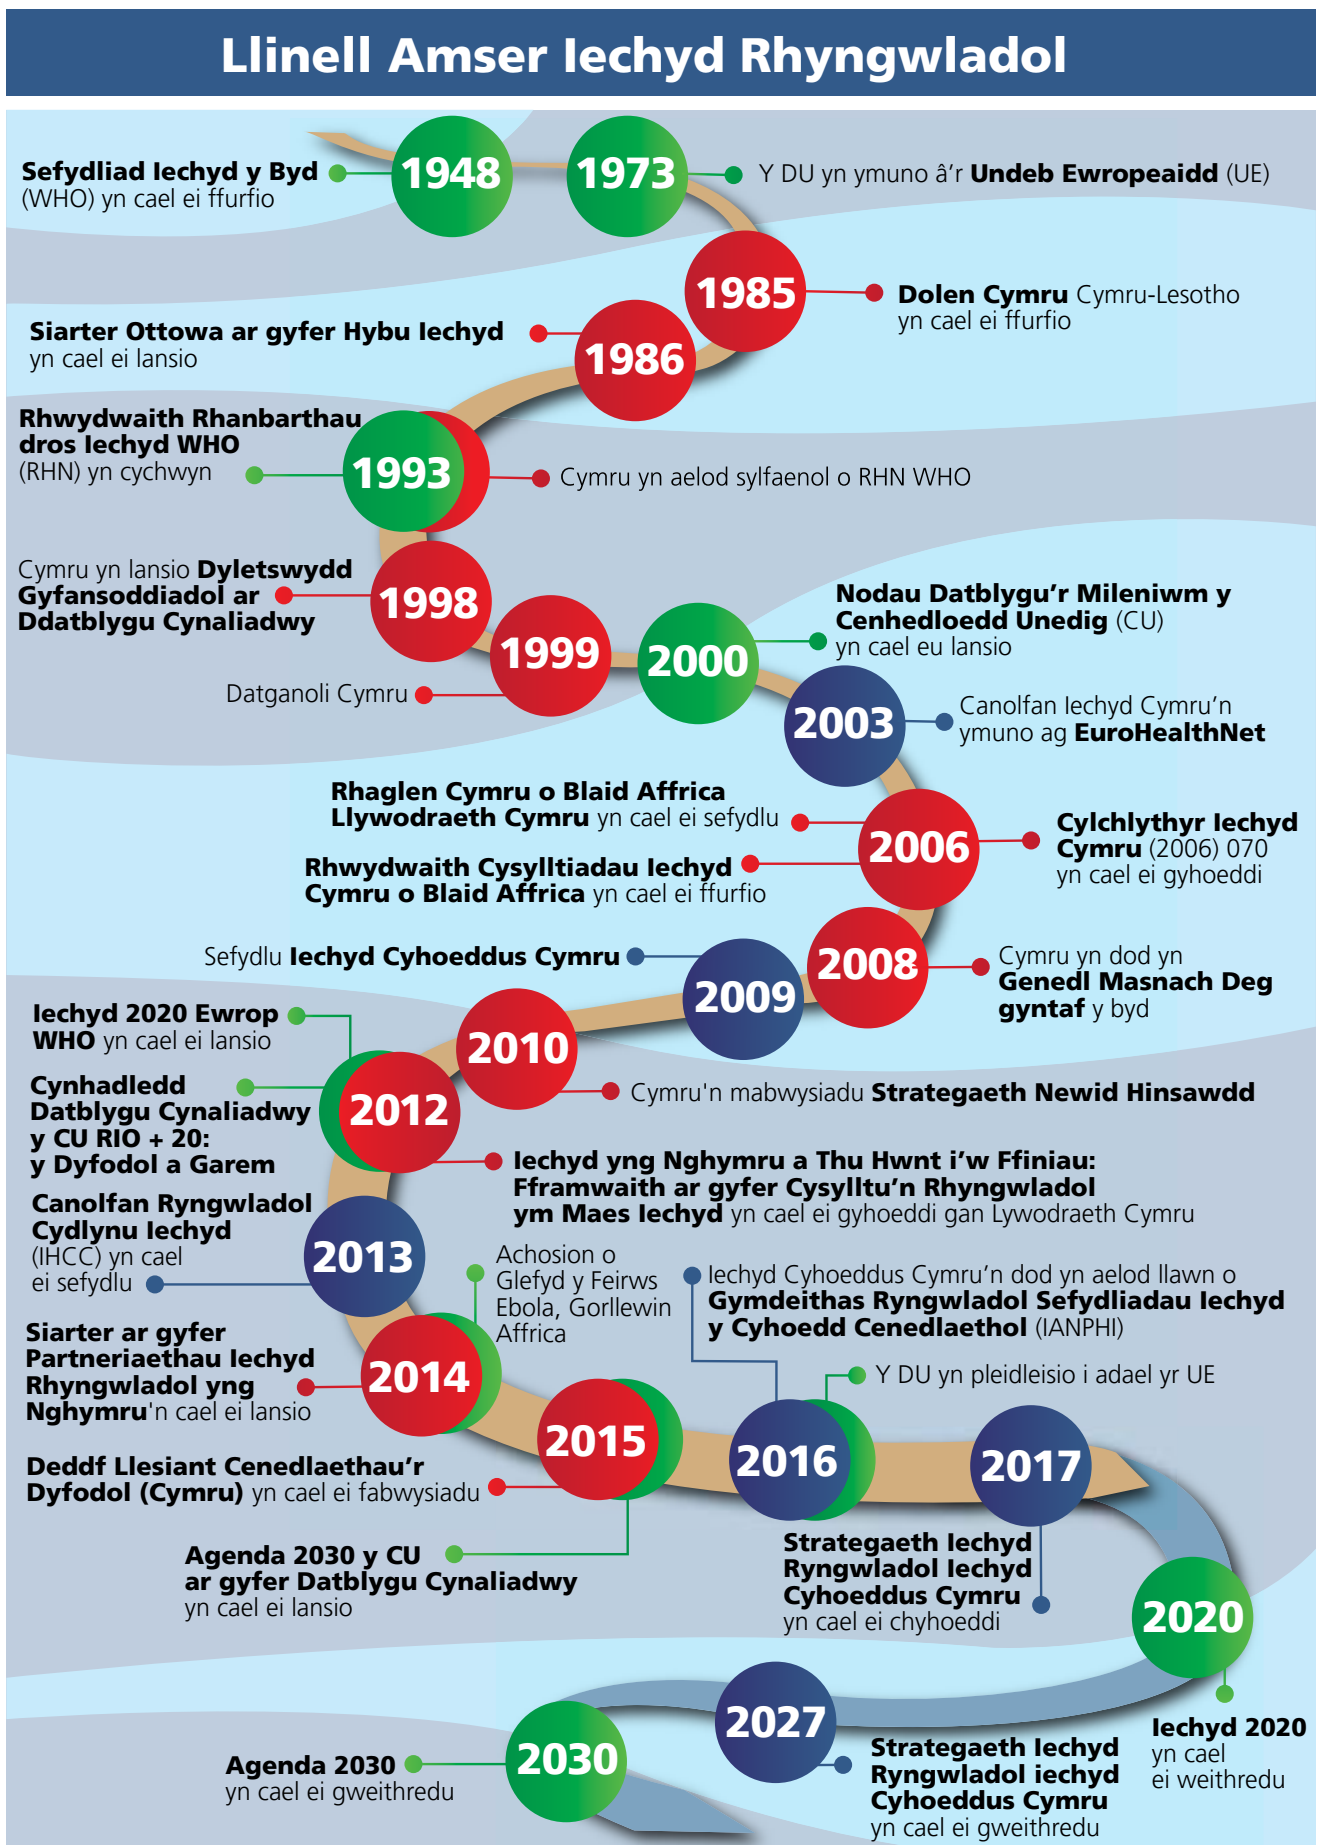 Llinell Amser Iechyd Rhyngwladol
1948
Sefydliad Iechyd y Byd
(WHO) yn cael ei ffurfio
1973
Y DU yn ymuno â'r Undeb Ewropeaidd (UE)
1985
Dolen Cymru Cymru-Lesotho
yn cael ei ffurfio
1986
Siarter Ottowa ar gyfer Hybu Iechyd
yn cael ei lansio
1993
Rhwydwaith Rhanbarthau
dros Iechyd WHO
(RHN) yn cychwyn
Cymru yn aelod sylfaenol o RHN WHO
1998
Cymru yn lansio Dyletswydd
Gyfansoddiadol ar
Ddatblygu Cynaliadwy
1999
Datganoli Cymru
2000
Nodau Datblygu'r Mileniwm y
Cenhedloedd Unedig (CU)
yn cael eu lansio
2003
Canolfan Iechyd Cymru'n
ymuno ag EuroHealthNet
2006
Rhaglen Cymru o Blaid Affrica
Llywodraeth Cymru yn cael ei sefydlu
Rhwydwaith Cysylltiadau Iechyd
Cymru o Blaid Affrica yn cael ei ffurfio
Cylchlythyr Iechyd
Cymru (2006) 070
yn cael ei gyhoeddi
2008
Cymru yn dod yn
Genedl Masnach Deg
gyntaf y byd
2009
Sefydlu Iechyd Cyhoeddus Cymru
2010
Cymru'n mabwysiadu Strategaeth Newid Hinsawdd
2012
Iechyd 2020 Ewrop
WHO yn cael ei lansio
Cynhadledd
Datblygu Cynaliadwy
y CU RIO + 20:
y Dyfodol a Garem
Iechyd yng Nghymru a Thu Hwnt i'w Ffiniau:
Fframwaith ar gyfer Cysylltu'n Rhyngwladol
ym Maes Iechyd yn cael ei gyhoeddi gan Lywodraeth Cymru
2013
Canolfan Ryngwladol
Cydlynu Iechyd
(IHCC) yn cael
ei sefydlu
2014
Achosion o
Glefyd y Feirws
Ebola, Gorllewin
Affrica
Siarter ar gyfer
Partneriaethau Iechyd
Rhyngwladol yng
Nghymru'n cael ei lansio
2015
Deddf Llesiant Cenedlaethau'r
Dyfodol (Cymru) yn cael ei fabwysiadu
Agenda 2030 y CU
ar gyfer Datblygu Cynaliadwy
yn cael ei lansio
2016
Iechyd Cyhoeddus Cymru'n dod yn aelod llawn o
Gymdeithas Ryngwladol Sefydliadau Iechyd
y Cyhoedd Cenedlaethol (IANPHI)
Y DU yn pleidleisio i adael yr UE
2017
Strategaeth Iechyd
Ryngwladol Iechyd
Cyhoeddus Cymru
yn cael ei chyhoeddi
2020
Iechyd 2020
yn cael
ei weithredu
2027
Strategaeth Iechyd
Ryngwladol iechyd
Cyhoeddus Cymru
yn cael ei gweithredu
2030
Agenda 2030
yn cael ei gweithredu